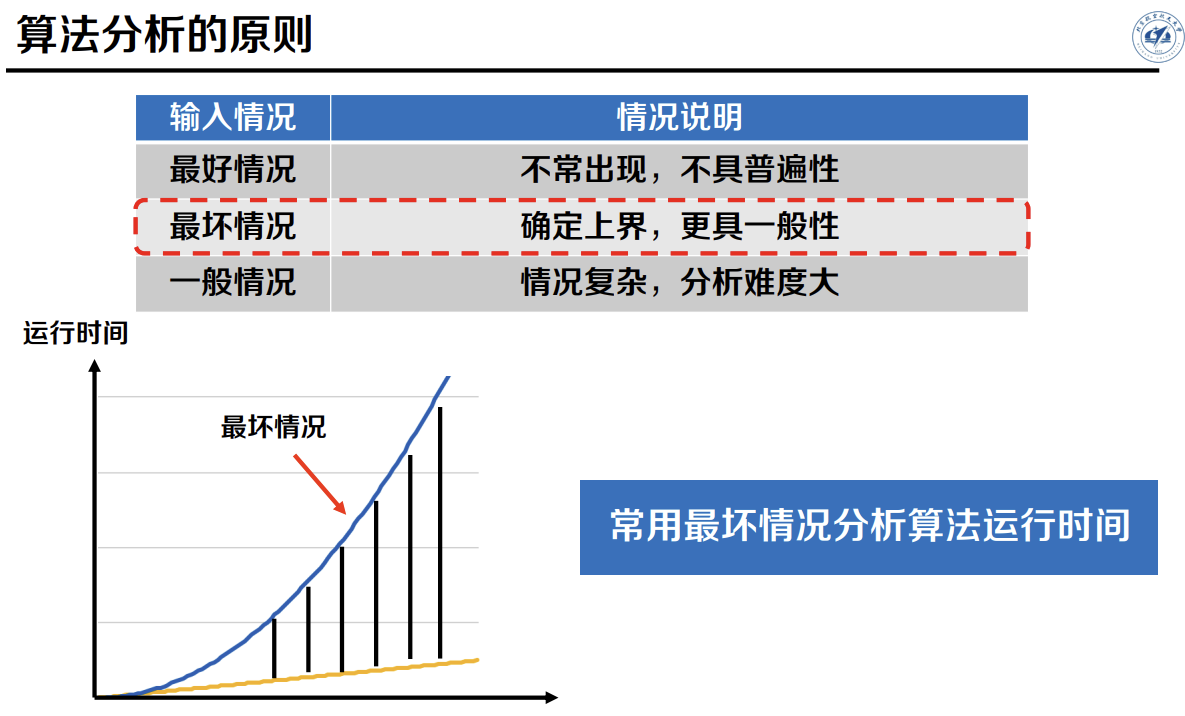 算法分析的原则
输入情况 情况说明
最好情况 不常出现，不具普遍性
最坏情况 确定上界，更具一般性
一般情况 情况复杂，分析难度大
运行时间
最坏情况
常用最坏情况分析算法运行时间